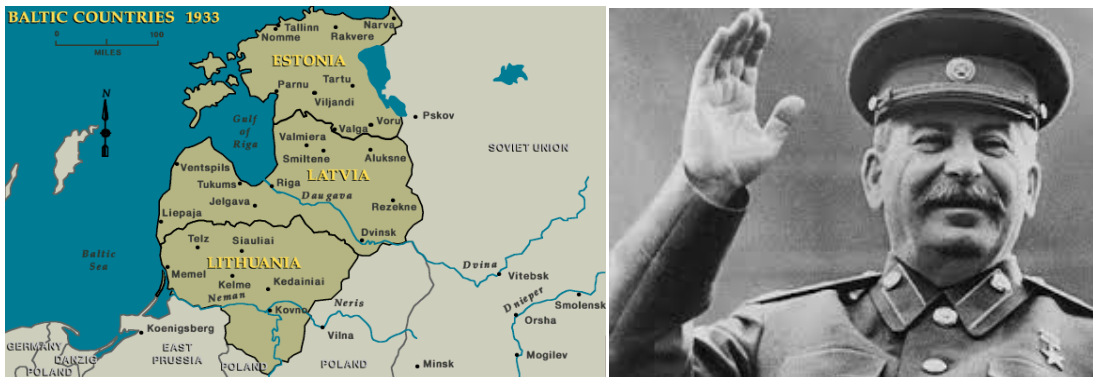 BALTIC COUNTRIES 1933
0 100
MILES
N
Tallinn
Nomme
Narva
Rakvere
ESTONIA
Parnu
Tartu
Viljandi
Voru
Pskov
Gulf
of
Riga
Valmiera
Valga
Smiltene
Aluksne
SOVIET UNION
Ventspils
Tukums
Riga
LATVIA
Daugava
Jelgava
Rezekne
Liepaja
Dvinsk
Telz
Siauliai
Baltic
Sea
LITHUANIA
Memel
Kelme
Kedainiai
Dvina
Vitebsk
Neman
Kovno
Neris
Dnieper
Smolensk
Koenigsberg
Vilna
Orsha
GERMANY
DANZIG
POLAND
EAST
PRUSSIA
POLAND
POLAND
Minsk
Mogilev